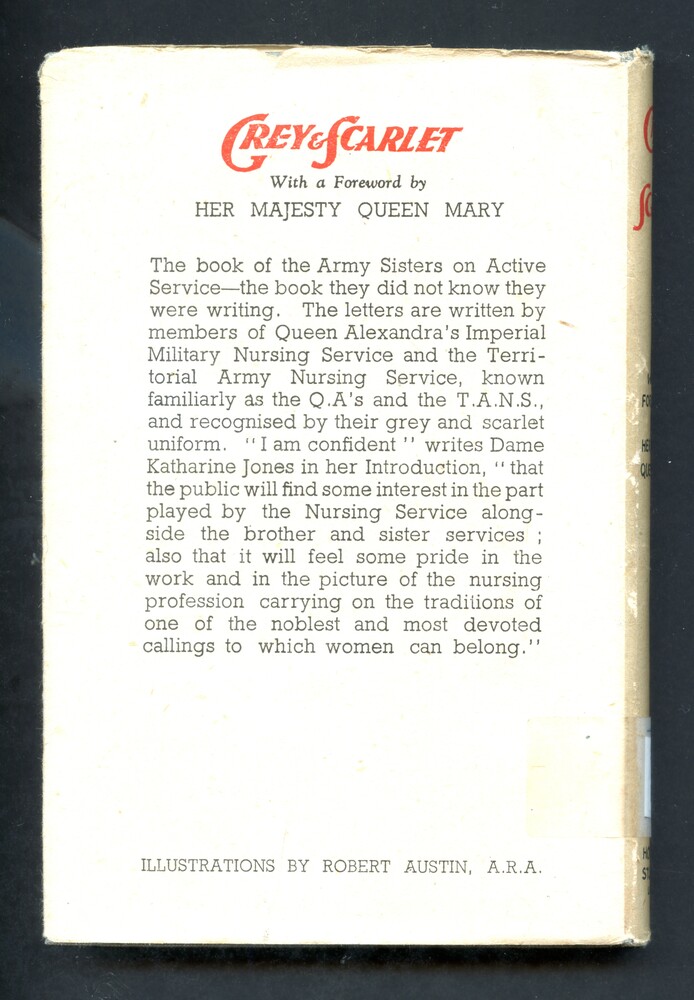 GREY & SCARLET
With a Foreword by
HER MAJESTY QUEEN MARY
The book of the Army Sisters on Active
Service—the book they did not know they
were writing. The letters are written by
members of Queen Alexandra's Imperial
Military Nursing Service and the Terri-
torial Army Nursing Service, known
familiarly as the Q.A's and the T.A.N.S.,
and recognised by their grey and scarlet
uniform. "I am confident" writes Dame
Katharine Jones in her Introduction, "that
the public will find some interest in the part
played by the Nursing Service along-
side the brother and sister services ;
also that it will feel some pride in the
work and in the picture of the nursing
profession carrying on the traditions of
one of the noblest and most devoted
callings to which women can belong."
ILLUSTRATIONS BY ROBERT AUSTIN, A.R.A.